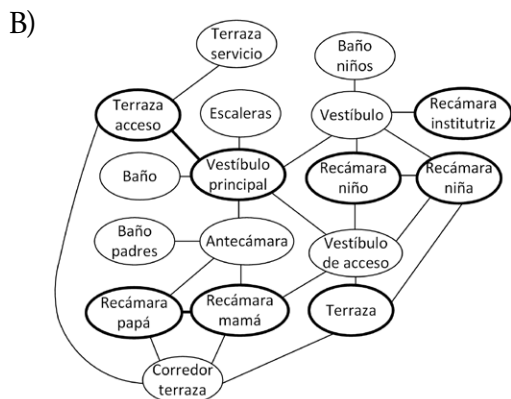 B)
Terraza
servicio
Baño
niños
Terraza
acceso
Escaleras
Vestíbulo
Recámara
institutriz
Baño
Vestíbulo
principal
Recámara
niño
Recámara
niña
Baño
padres
Antecámara
Vestíbulo
de acceso
Recámara
papá
Recámara
mamá
Terraza
Corredor
terraza